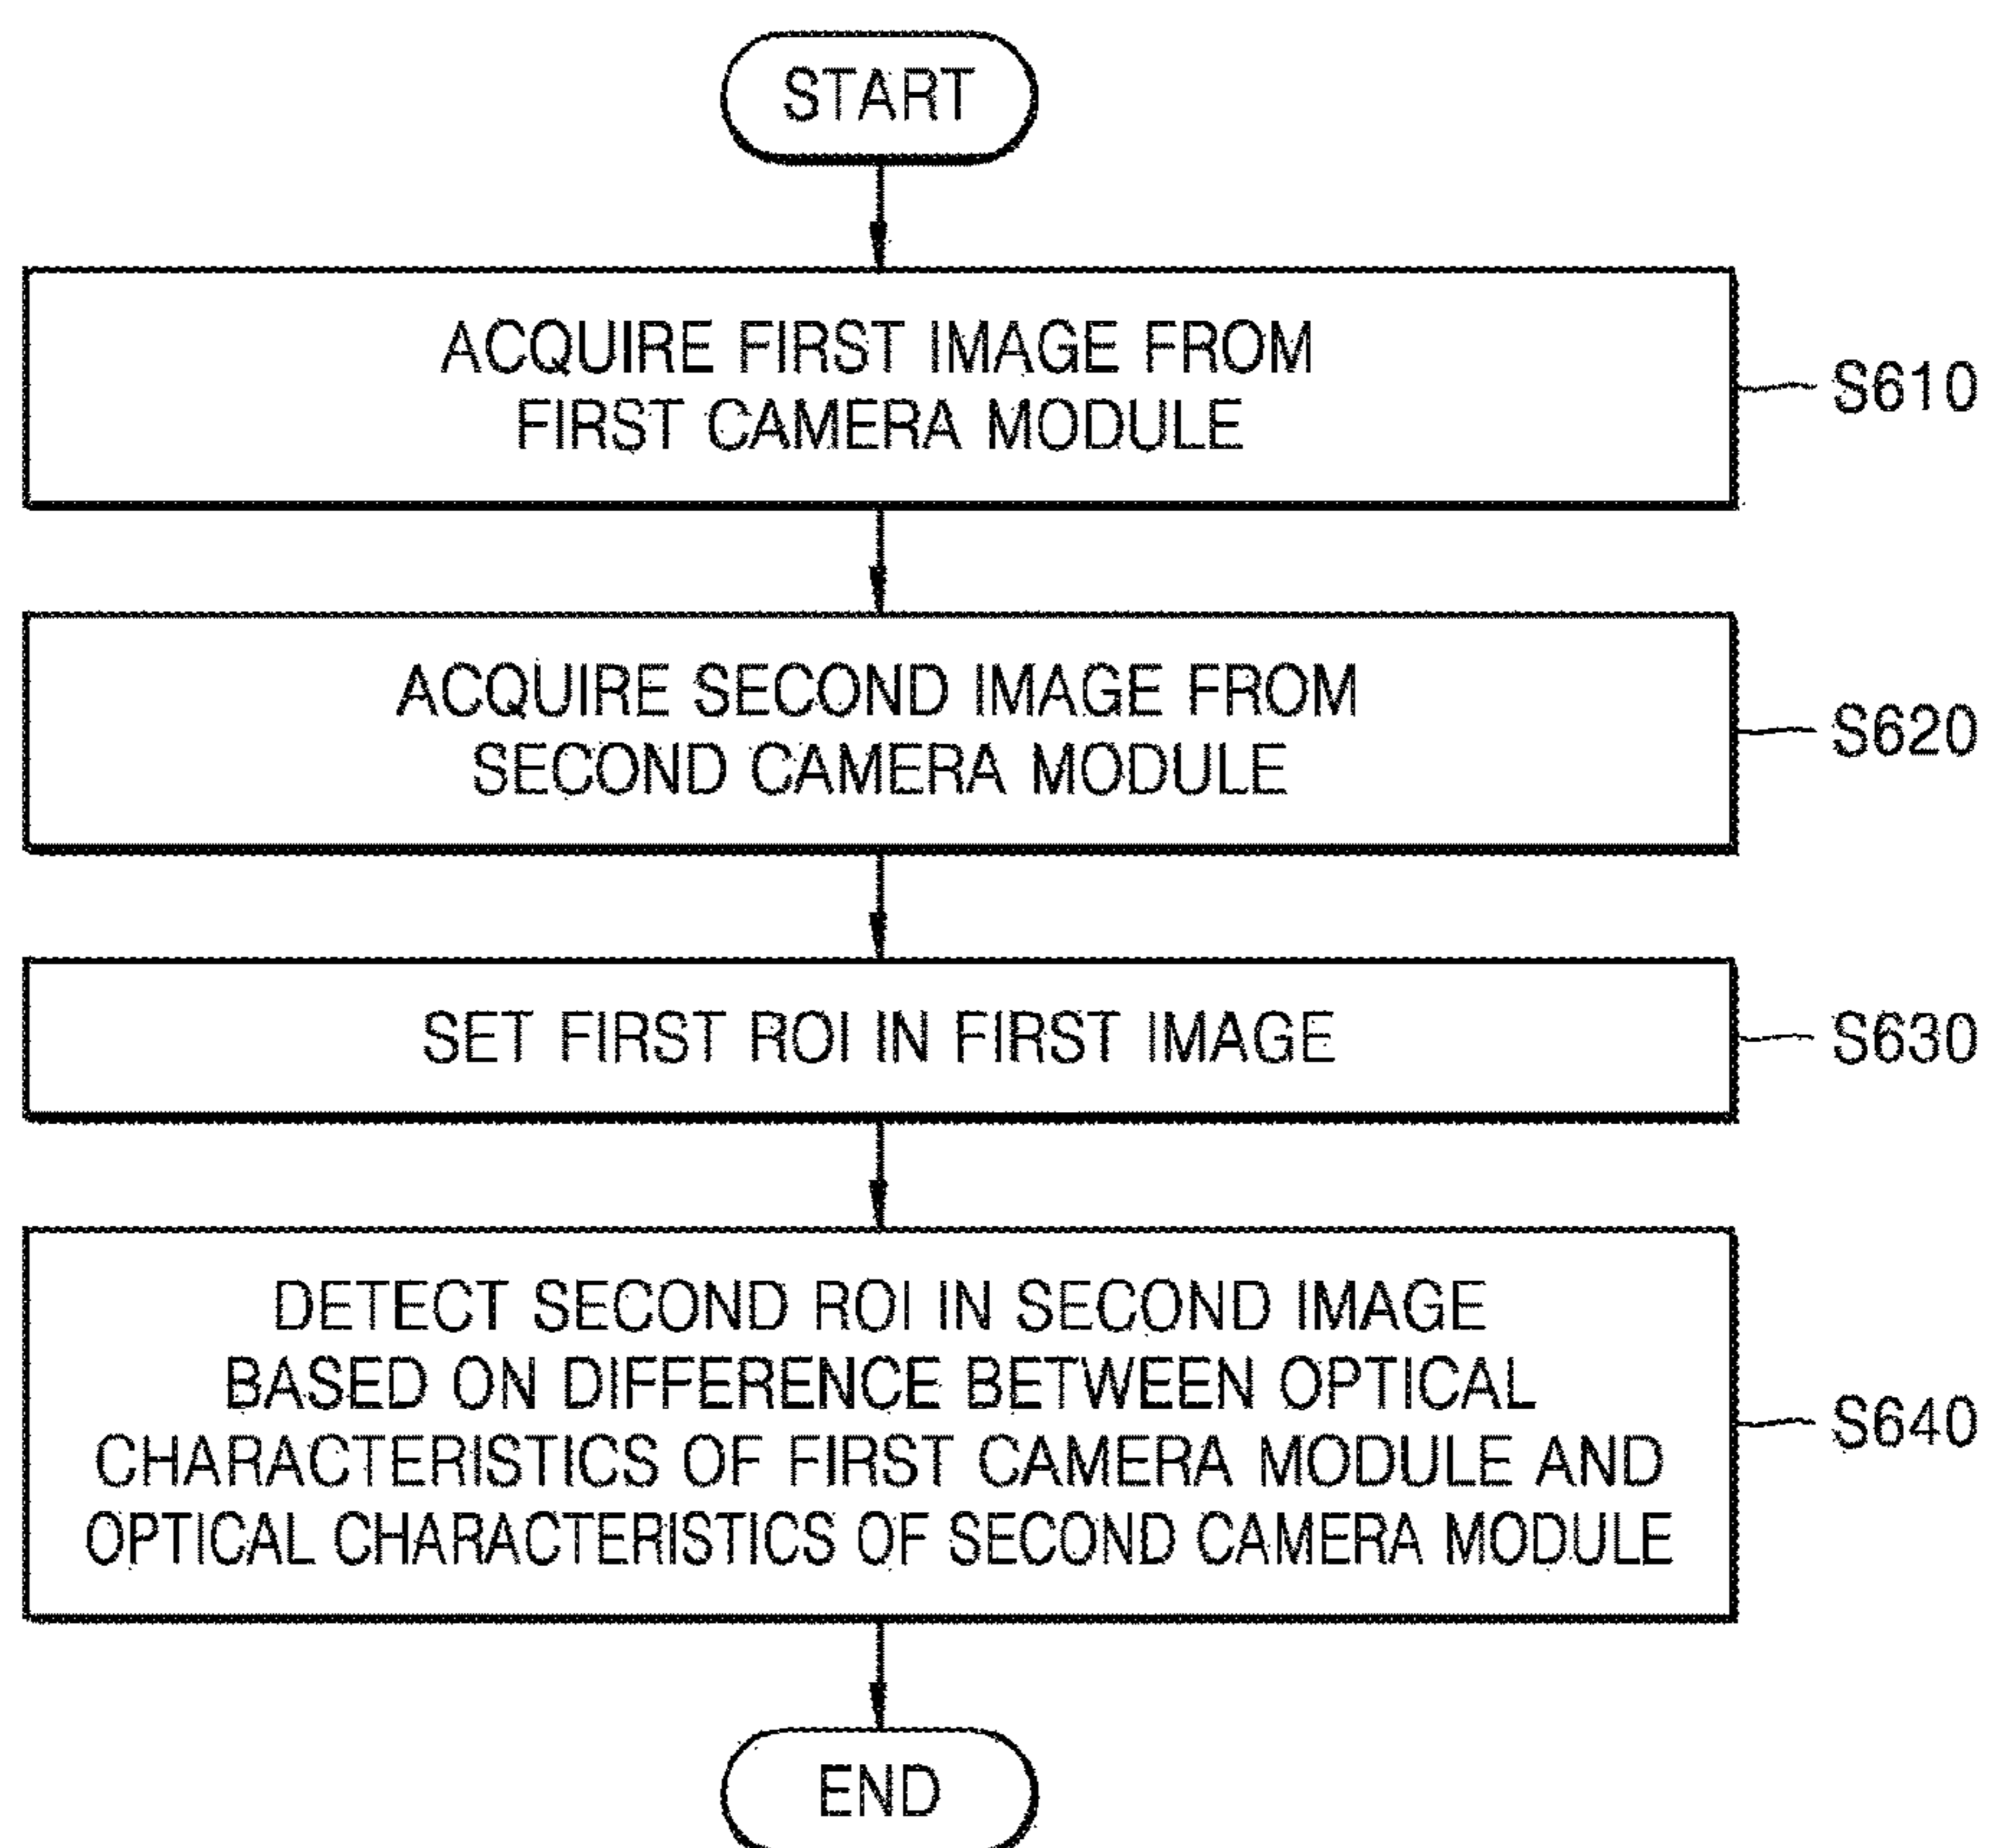 START
ACQUIRE FIRST IMAGE FROM
FIRST CAMERA MODULE
S610
ACQUIRE SECOND IMAGE FROM
SECOND CAMERA MODULE
S620
SET FIRST ROI IN FIRST IMAGE
S630
DETECT SECOND ROI IN SECOND IMAGE
BASED ON DIFFERENCE BETWEEN OPTICAL
CHARACTERISTICS OF FIRST CAMERA MODULE AND
OPTICAL CHARACTERISTICS OF SECOND CAMERA MODULE
S640
END